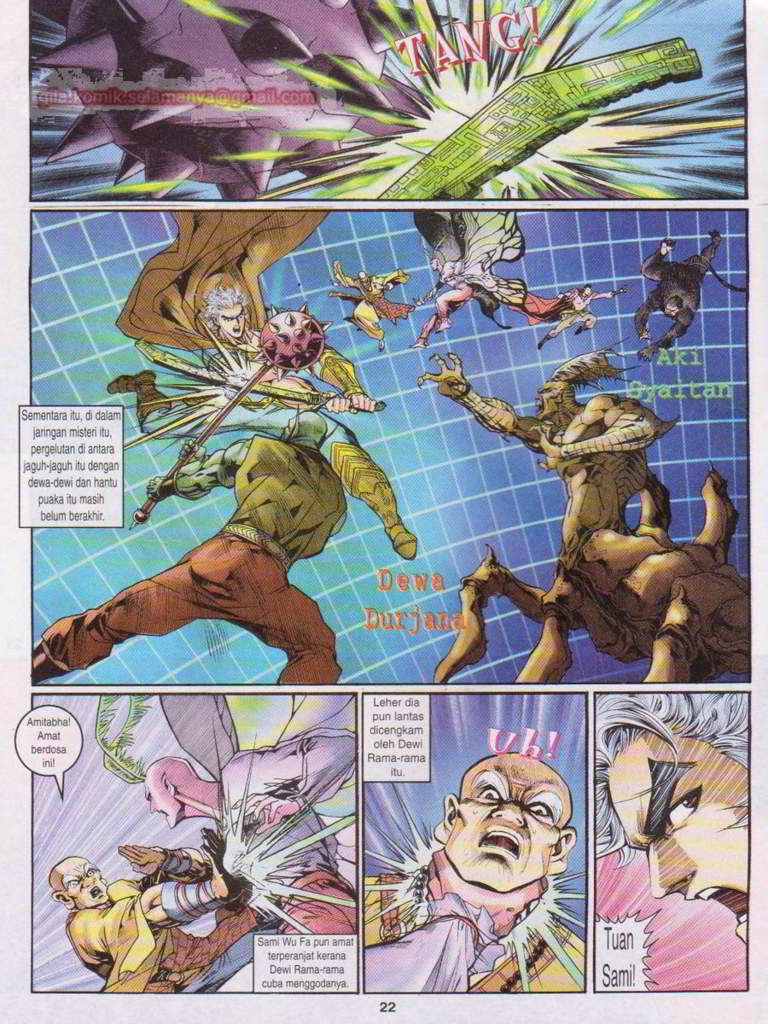 TANG!
gila.komik.selamanya@gmail.com
Aki
Syaitan
Sementara itu, di dalam
jaringan misteri itu,
pergelutan di antara
jaguh-jaguh itu dengan
dewa-dewi dan hantu
puaka itu masih
belum berakhir.
Dewa
Durjana
Amitabha!
Amat
berdosa
ini!
Sami Wu Fa pun amat
terperanjat kerana
Dewi Rama-rama
cuba menggodanya.
Leher dia
pun lantas
dicengkam
oleh Dewi
Rama-rama
itu.
Uh!
Tuan
Sami!
22